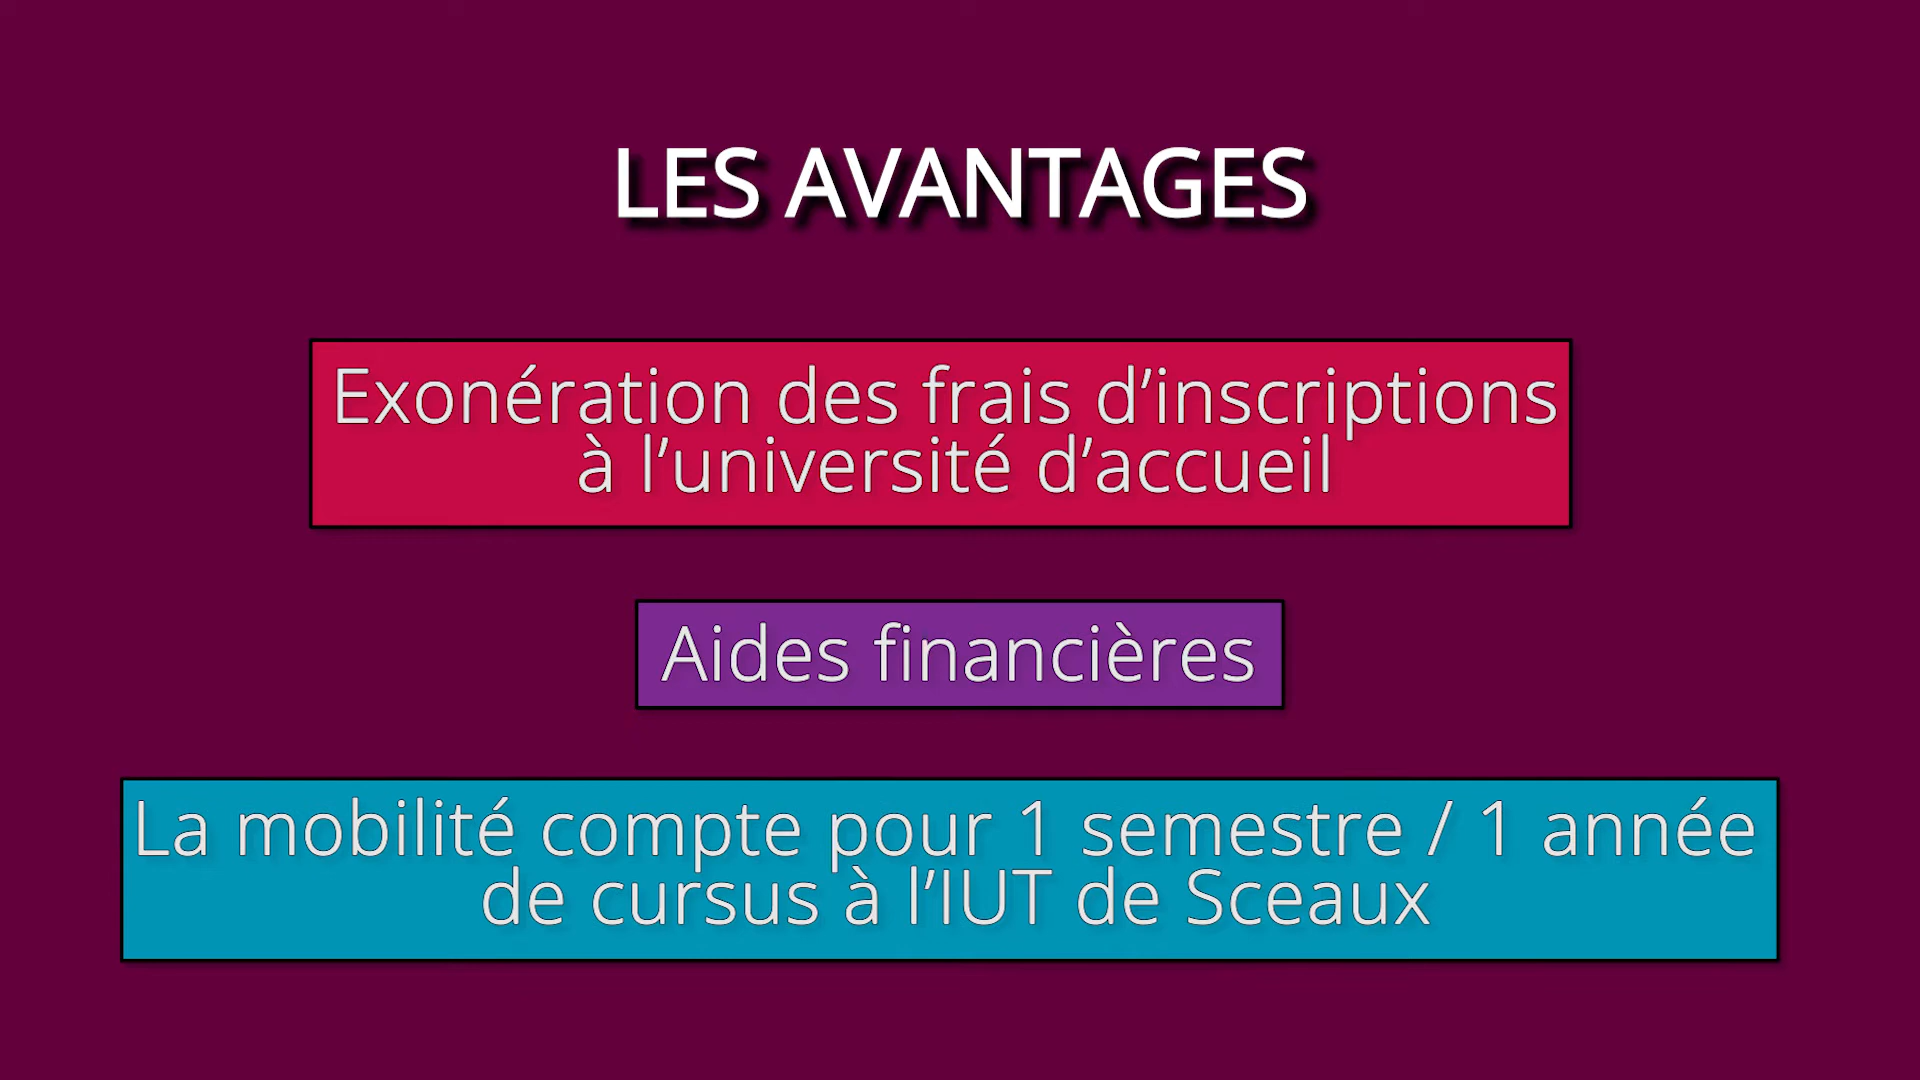 LES AVANTAGES
Exonération des frais d’inscriptions
à l’université d’accueil
Aides financières
La mobilité compte pour 1 semestre / 1 année
de cursus à l’IUT de Sceaux